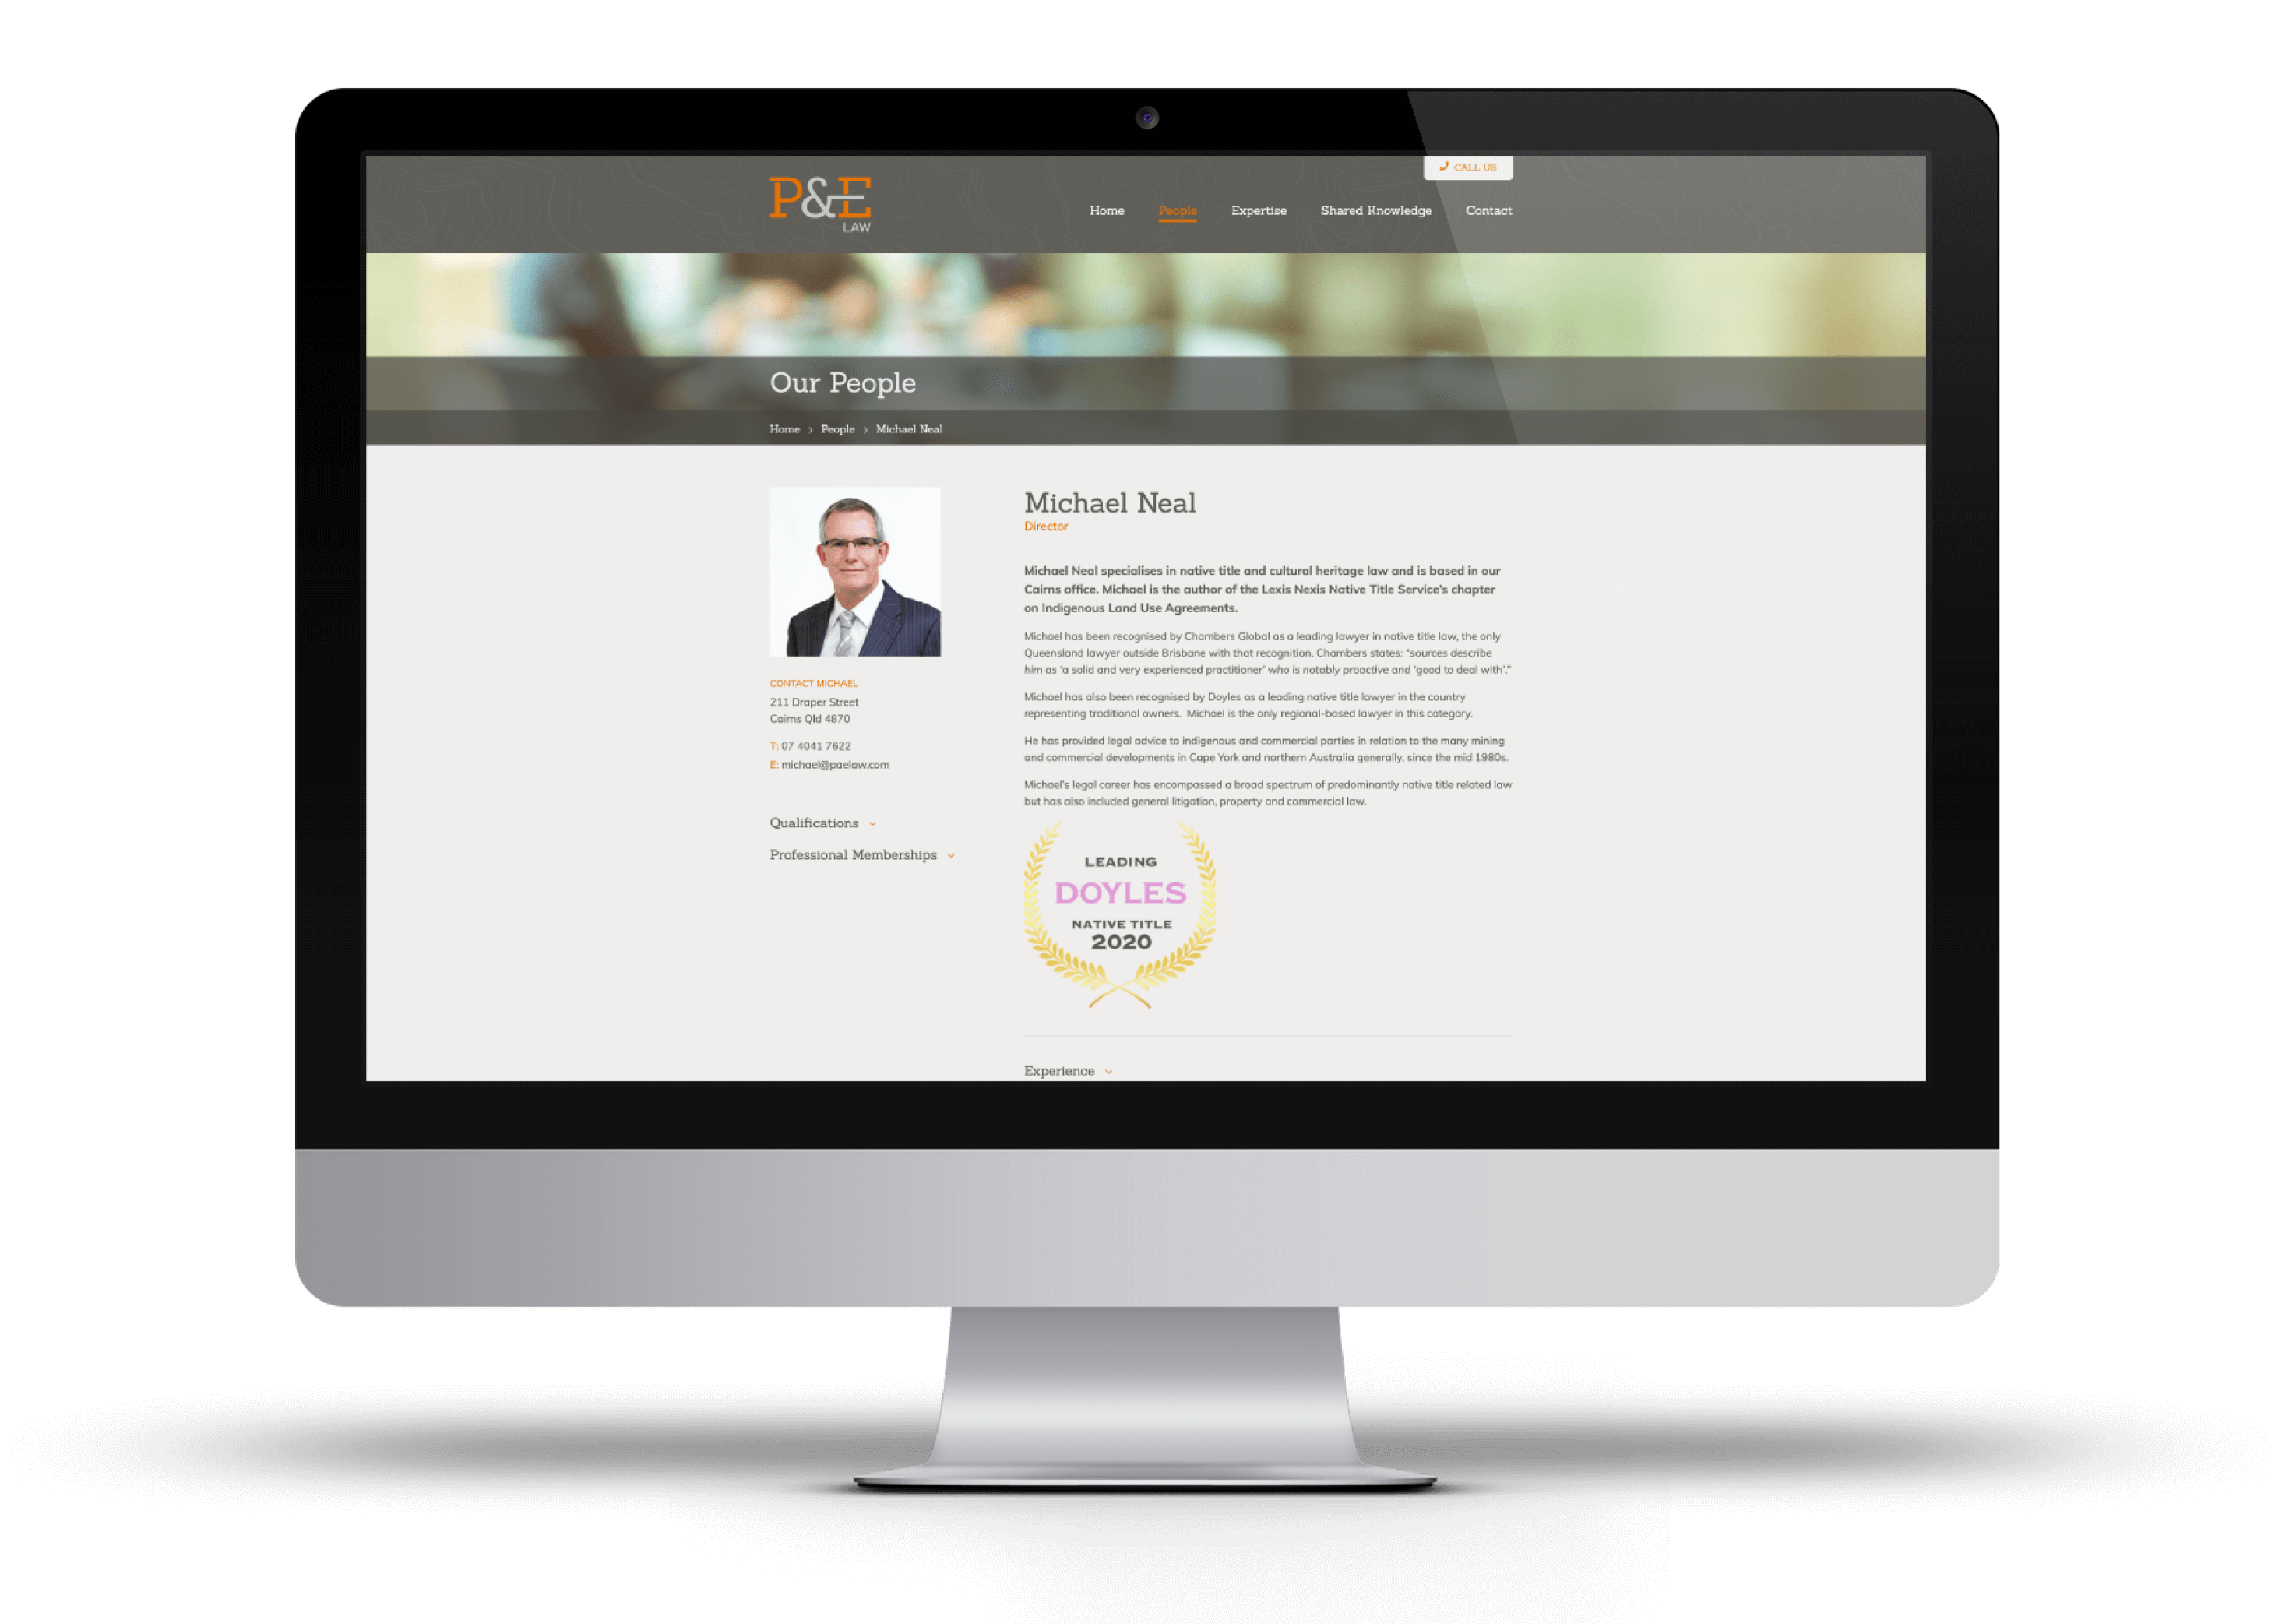 CALL US
P&E
LAW
Home People Expertise Shared Knowledge Contact
Our People
Home > People > Michael Neal
Michael Neal
Director
Michael Neal specialises in native title and cultural heritage law and is based in our
Cairns office. Michael is the author of the Lexis Nexis Native Title Service's chapter
on Indigenous Land Use Agreements.
Michael has been recognised by Chambers Global as a leading lawyer in native title law, the only
Queensland lawyer outside Brisbane with that recognition. Chambers states: "sources describe
him as 'a solid and very experienced practitioner' who is notably proactive and 'good to deal with'."
Michael has also been recognised by Doyles as a leading native title lawyer in the country
representing traditional owners. Michael is the only regional-based lawyer in this category.
He has provided legal advice to indigenous and commercial parties in relation to the many mining
and commercial developments in Cape York and northern Australia generally, since the mid 1980s.
Michael's legal career has encompassed a broad spectrum of predominantly native title related law
but has also included general litigation, property and commercial law.
CONTACT MICHAEL
211 Draper Street
Cairns Qld 4870
T: 07 4041 7622
E: michael@paelaw.com
Qualifications
Professional Memberships
LEADING
DOYLES
NATIVE TITLE
2020
Experience